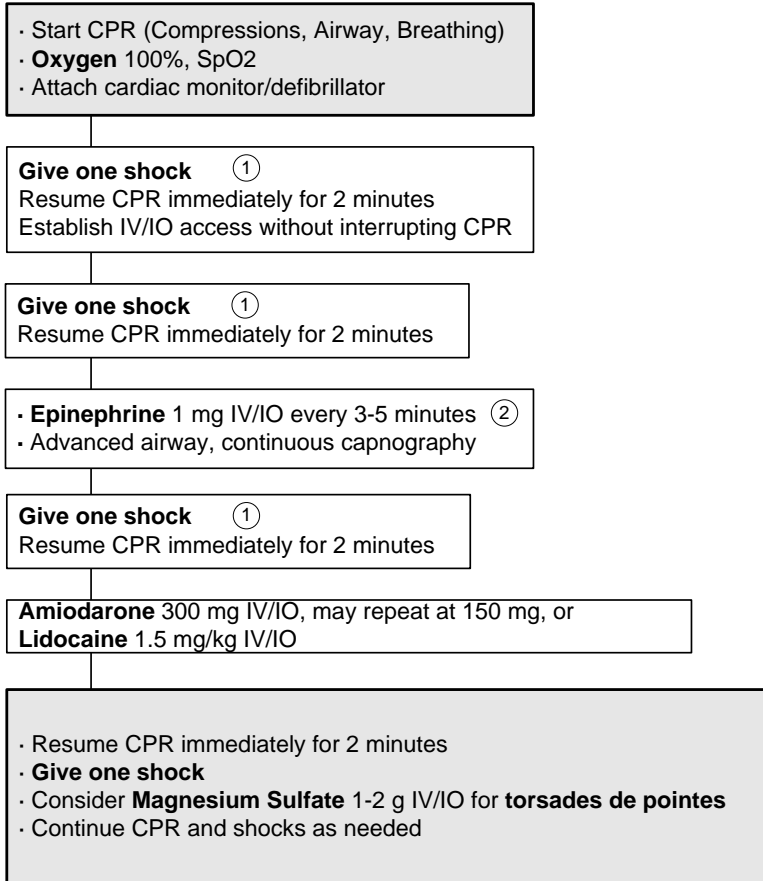 · Start CPR (Compressions, Airway, Breathing)
· Oxygen 100%, SpO2
· Attach cardiac monitor/defibrillator
Give one shock ①
Resume CPR immediately for 2 minutes
Establish IV/IO access without interrupting CPR
Give one shock ①
Resume CPR immediately for 2 minutes
· Epinephrine 1 mg IV/IO every 3-5 minutes ②
· Advanced airway, continuous capnography
Give one shock ①
Resume CPR immediately for 2 minutes
Amiodarone 300 mg IV/IO, may repeat at 150 mg, or
Lidocaine 1.5 mg/kg IV/IO
· Resume CPR immediately for 2 minutes
· Give one shock
· Consider Magnesium Sulfate 1-2 g IV/IO for torsades de pointes
· Continue CPR and shocks as needed